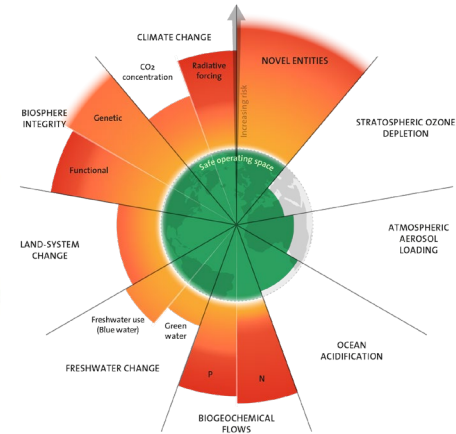 CLIMATE CHANGE
CO2
concentration
Radiative
forcing
NOVEL ENTITIES
Increasing risk
BIOSPHERE
INTEGRITY
Genetic
Functional
STRATOSPHERIC OZONE
DEPLETION
Safe operating space
ATMOSPHERIC
AEROSOL
LOADING
LAND-SYSTEM
CHANGE
Freshwater use
(Blue water)
Green
water
FRESHWATER CHANGE
OCEAN
ACIDIFICATION
P
N
BIOGEOCHEMICAL
FLOWS